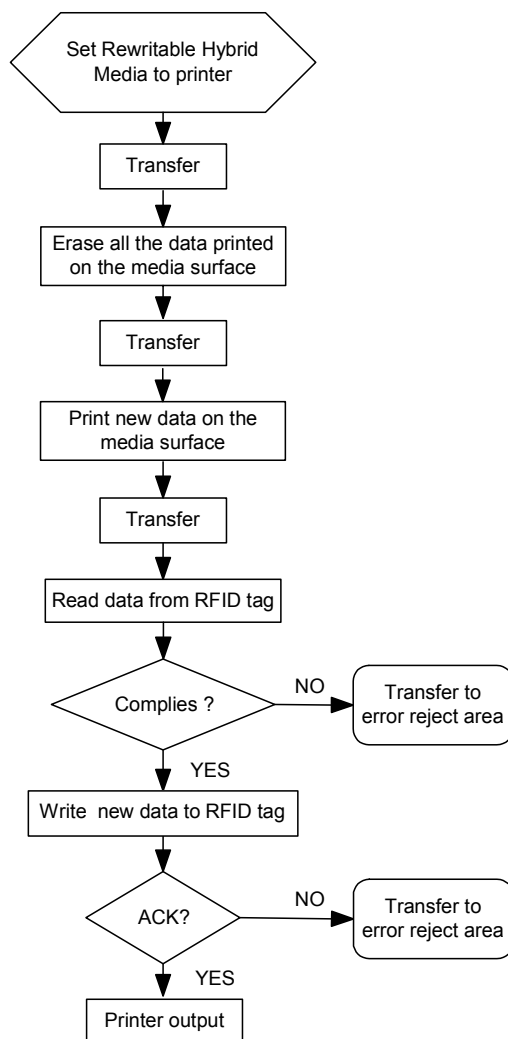 Set Rewritable Hybrid
Media to printer
Transfer
Erase all the data printed
on the media surface
Transfer
Print new data on the
media surface
Transfer
Read data from RFID tag
Complies ?
NO
Transfer to
error reject area
YES
Write new data to RFID tag
ACK?
NO
Transfer to
error reject area
YES
Printer output